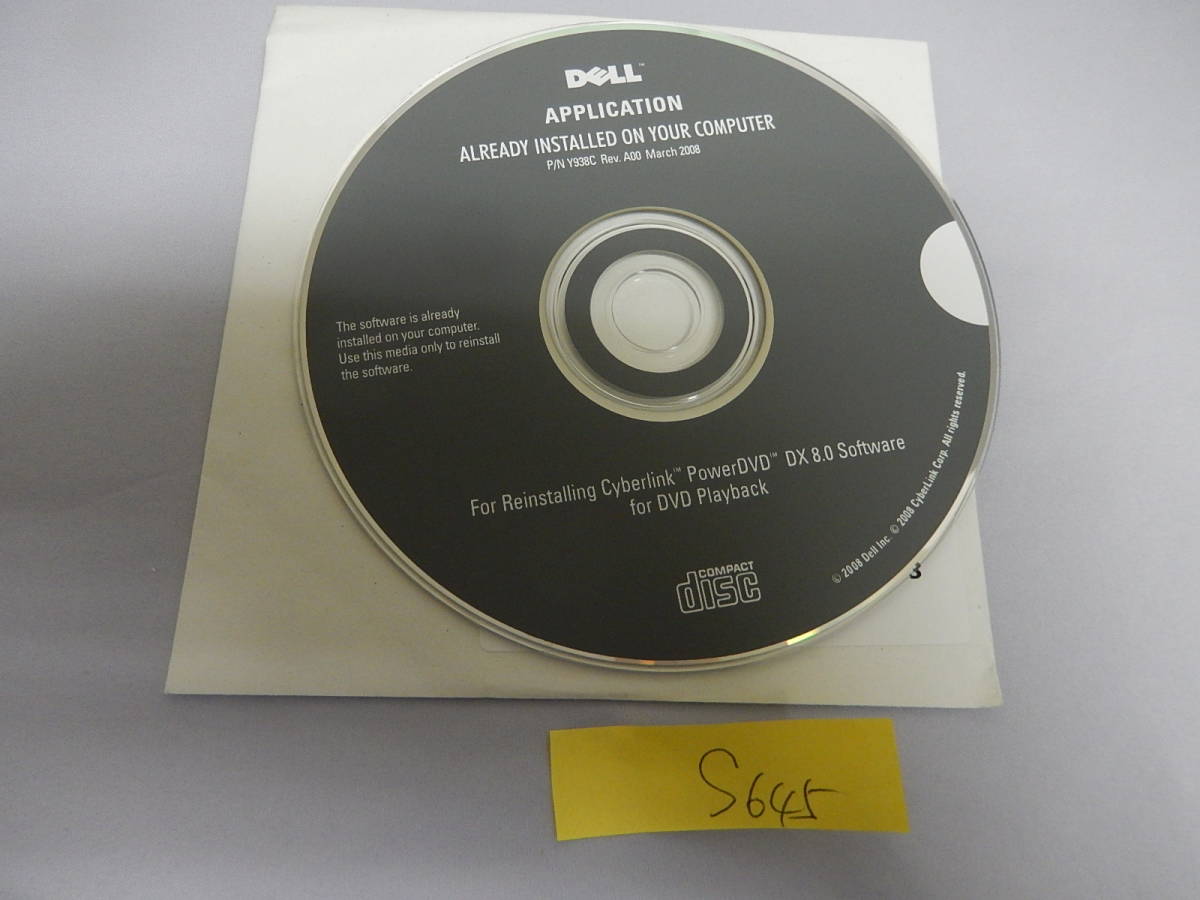 DELL™
APPLICATION
ALREADY INSTALLED ON YOUR COMPUTER
P/N Y938C Rev. A00 March 2008
The software is already
installed on your computer.
Use this media only to reinstall
the software.
For Reinstalling Cyberlink™ PowerDVD™ DX 8.0 Software
for DVD Playback
COMPACT
disc
© 2008 Dell Inc. © 2008 CyberLink Corp. All rights reserved.
S645